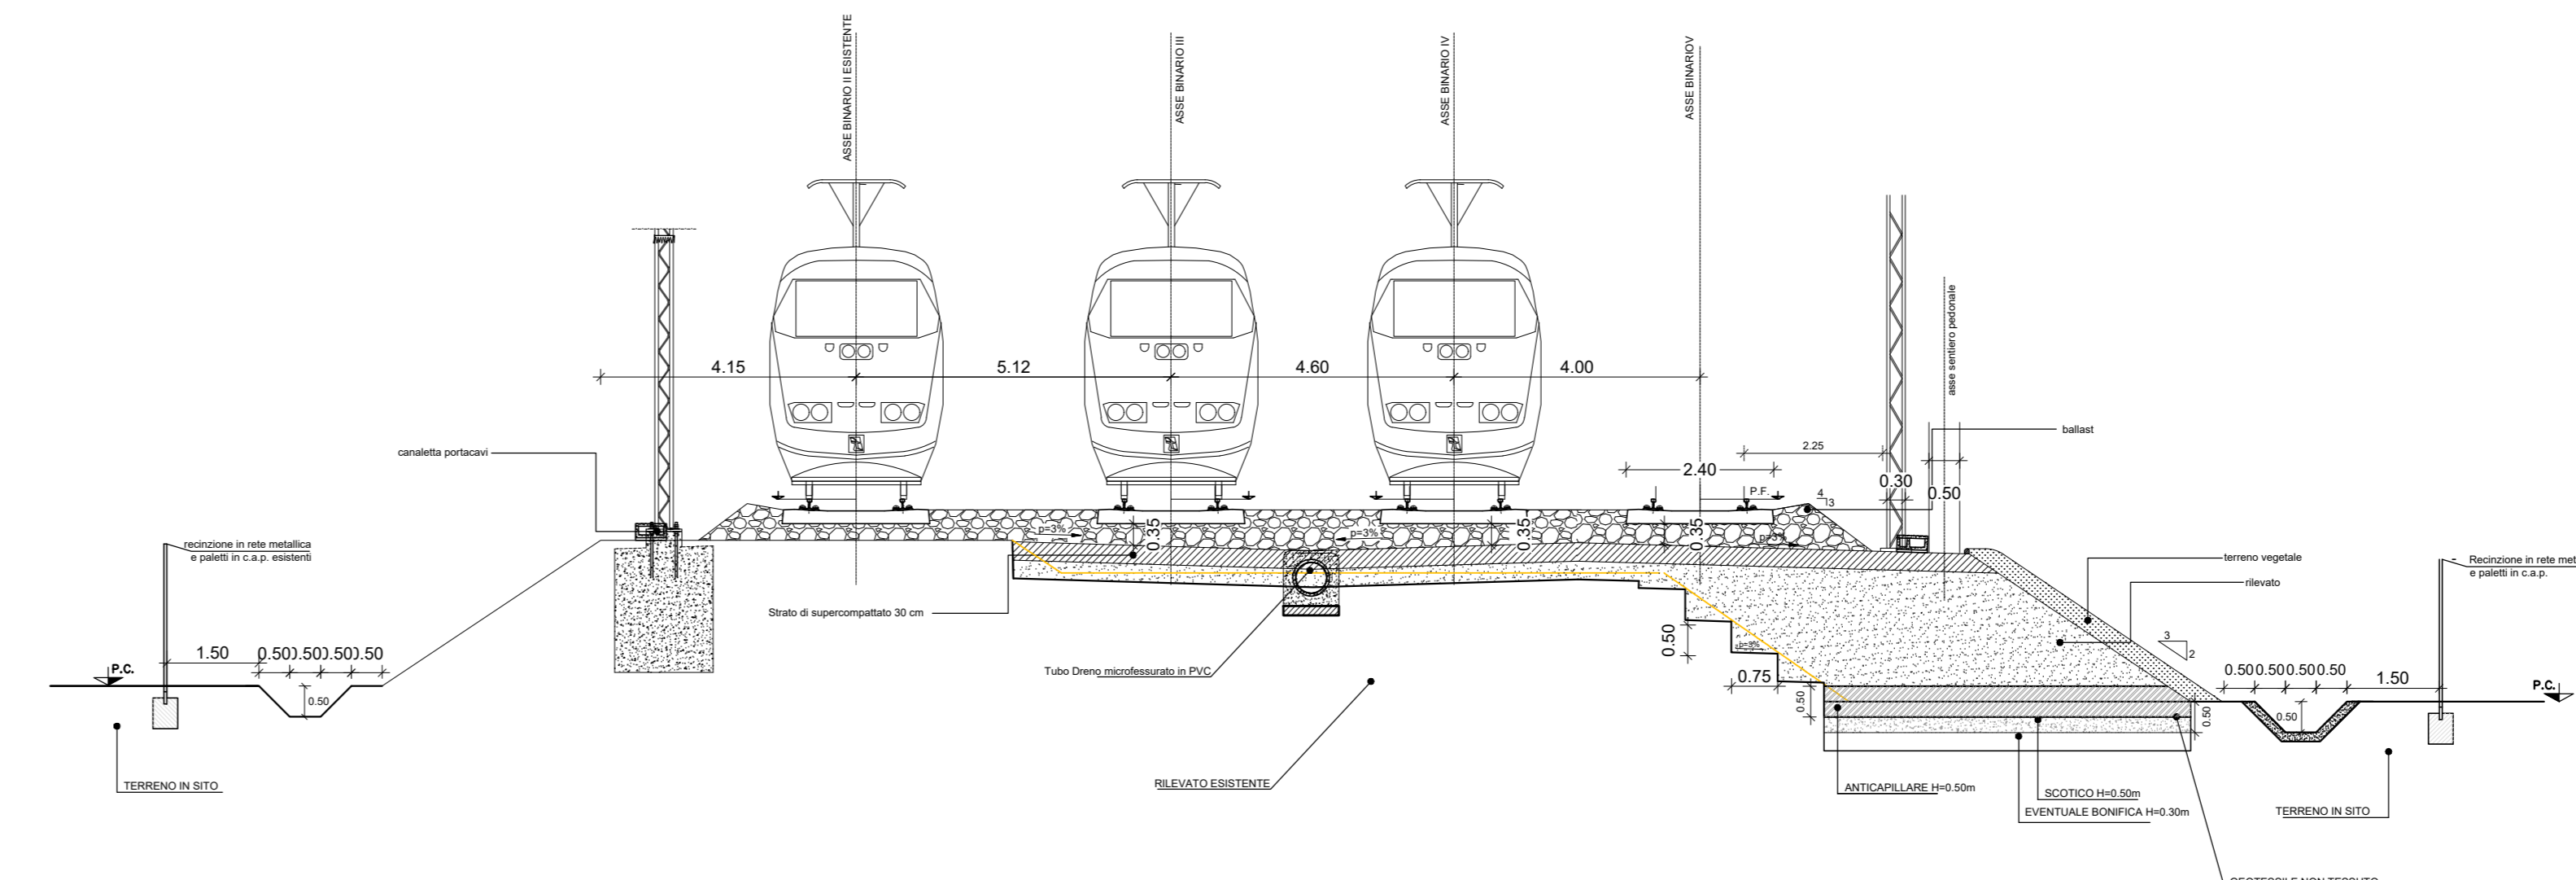 ASSE BINARIO II ESISTENTE
ASSE BINARIO III
ASSE BINARIO IV
ASSE BINARIOV
asse sentiero pedonale
4.15
5.12
4.60
4.00
canaletta portacavi
ballast
2.25
2.40
0.30
0.50
P.F.
4
3
recinzione in rete metallica
e paletti in c.a.p. esistenti
p=3%
0.35
p=3%
0.35
0.35
p=3%
terreno vegetale
rilevato
Recinzione in rete met
e paletti in c.a.p.
Strato di supercompattato 30 cm
Tubo Dreno microfessurato in PVC
0.50
p=3%
0.75
3
2
1.50
0.50
0.50
0.50
0.50
P.C.
0.50
0.50
0.50
0.50
0.50
0.50
0.50
1.50
P.C.
0.50
TERRENO IN SITO
RILEVATO ESISTENTE
ANTICAPILLARE H=0.50m
SCOTICO H=0.50m
EVENTUALE BONIFICA H=0.30m
TERRENO IN SITO